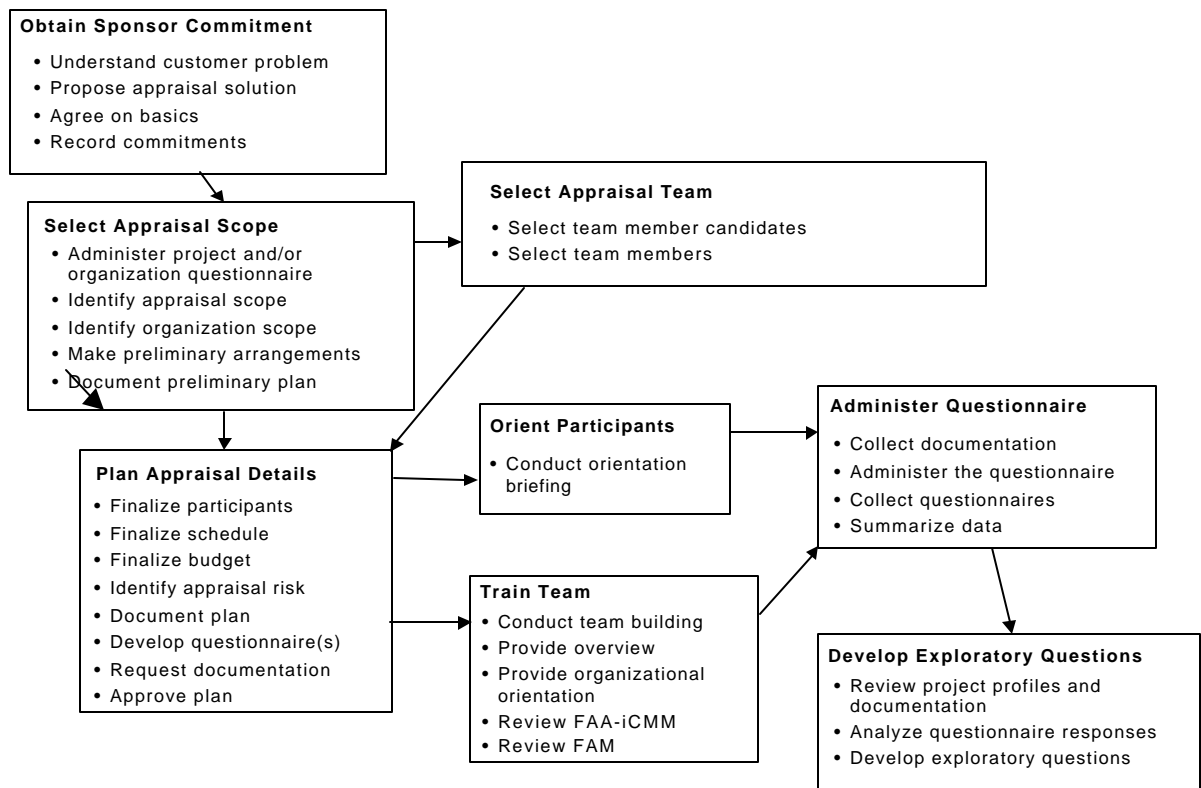 Obtain Sponsor Commitment
• Understand customer problem
• Propose appraisal solution
• Agree on basics
• Record commitments
Select Appraisal Scope
• Administer project and/or
organization questionnaire
• Identify appraisal scope
• Identify organization scope
• Make preliminary arrangements
• Document preliminary plan
Select Appraisal Team
• Select team member candidates
• Select team members
Plan Appraisal Details
• Finalize participants
• Finalize schedule
• Finalize budget
• Identify appraisal risk
• Document plan
• Develop questionnaire(s)
• Request documentation
• Approve plan
Orient Participants
• Conduct orientation
briefing
Train Team
• Conduct team building
• Provide overview
• Provide organizational
orientation
• Review FAA-iCMM
• Review FAM
Administer Questionnaire
• Collect documentation
• Administer the questionnaire
• Collect questionnaires
• Summarize data
Develop Exploratory Questions
• Review project profiles and
documentation
• Analyze questionnaire responses
• Develop exploratory questions